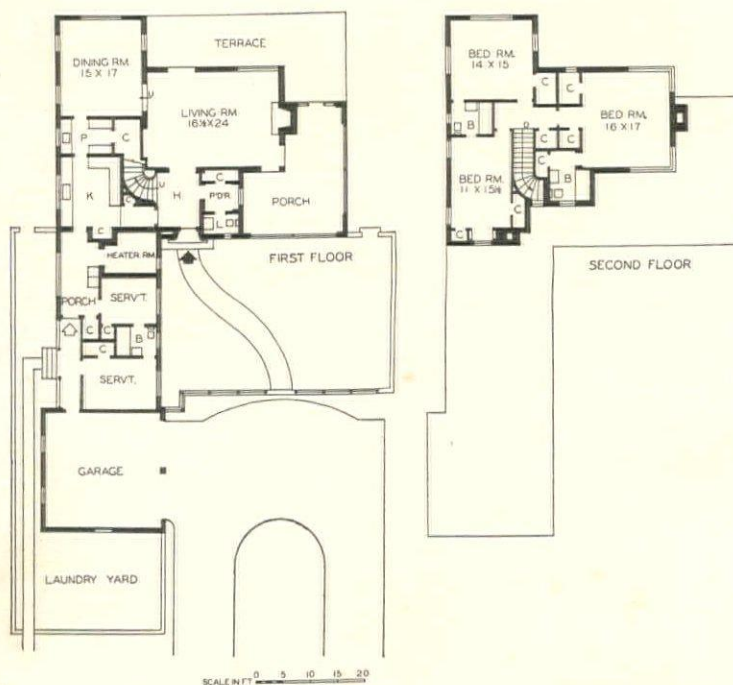 TERRACE
DINING RM.
15 X 17
LIVING RM.
16½ X 24
P
C
U
K
C
U
H
C
P'D'R.
L
PORCH
C
HEATER RM.
FIRST FLOOR
PORCH
SERV'T.
C
C
B
C
SERV'T.
GARAGE
LAUNDRY YARD
SCALE IN FT.
0 5 10 15 20
BED RM.
14 X 15
C
C
B
D
BED RM.
16 X 17
C
C
BED RM.
11 X 15½
C
B
C
C
SECOND FLOOR